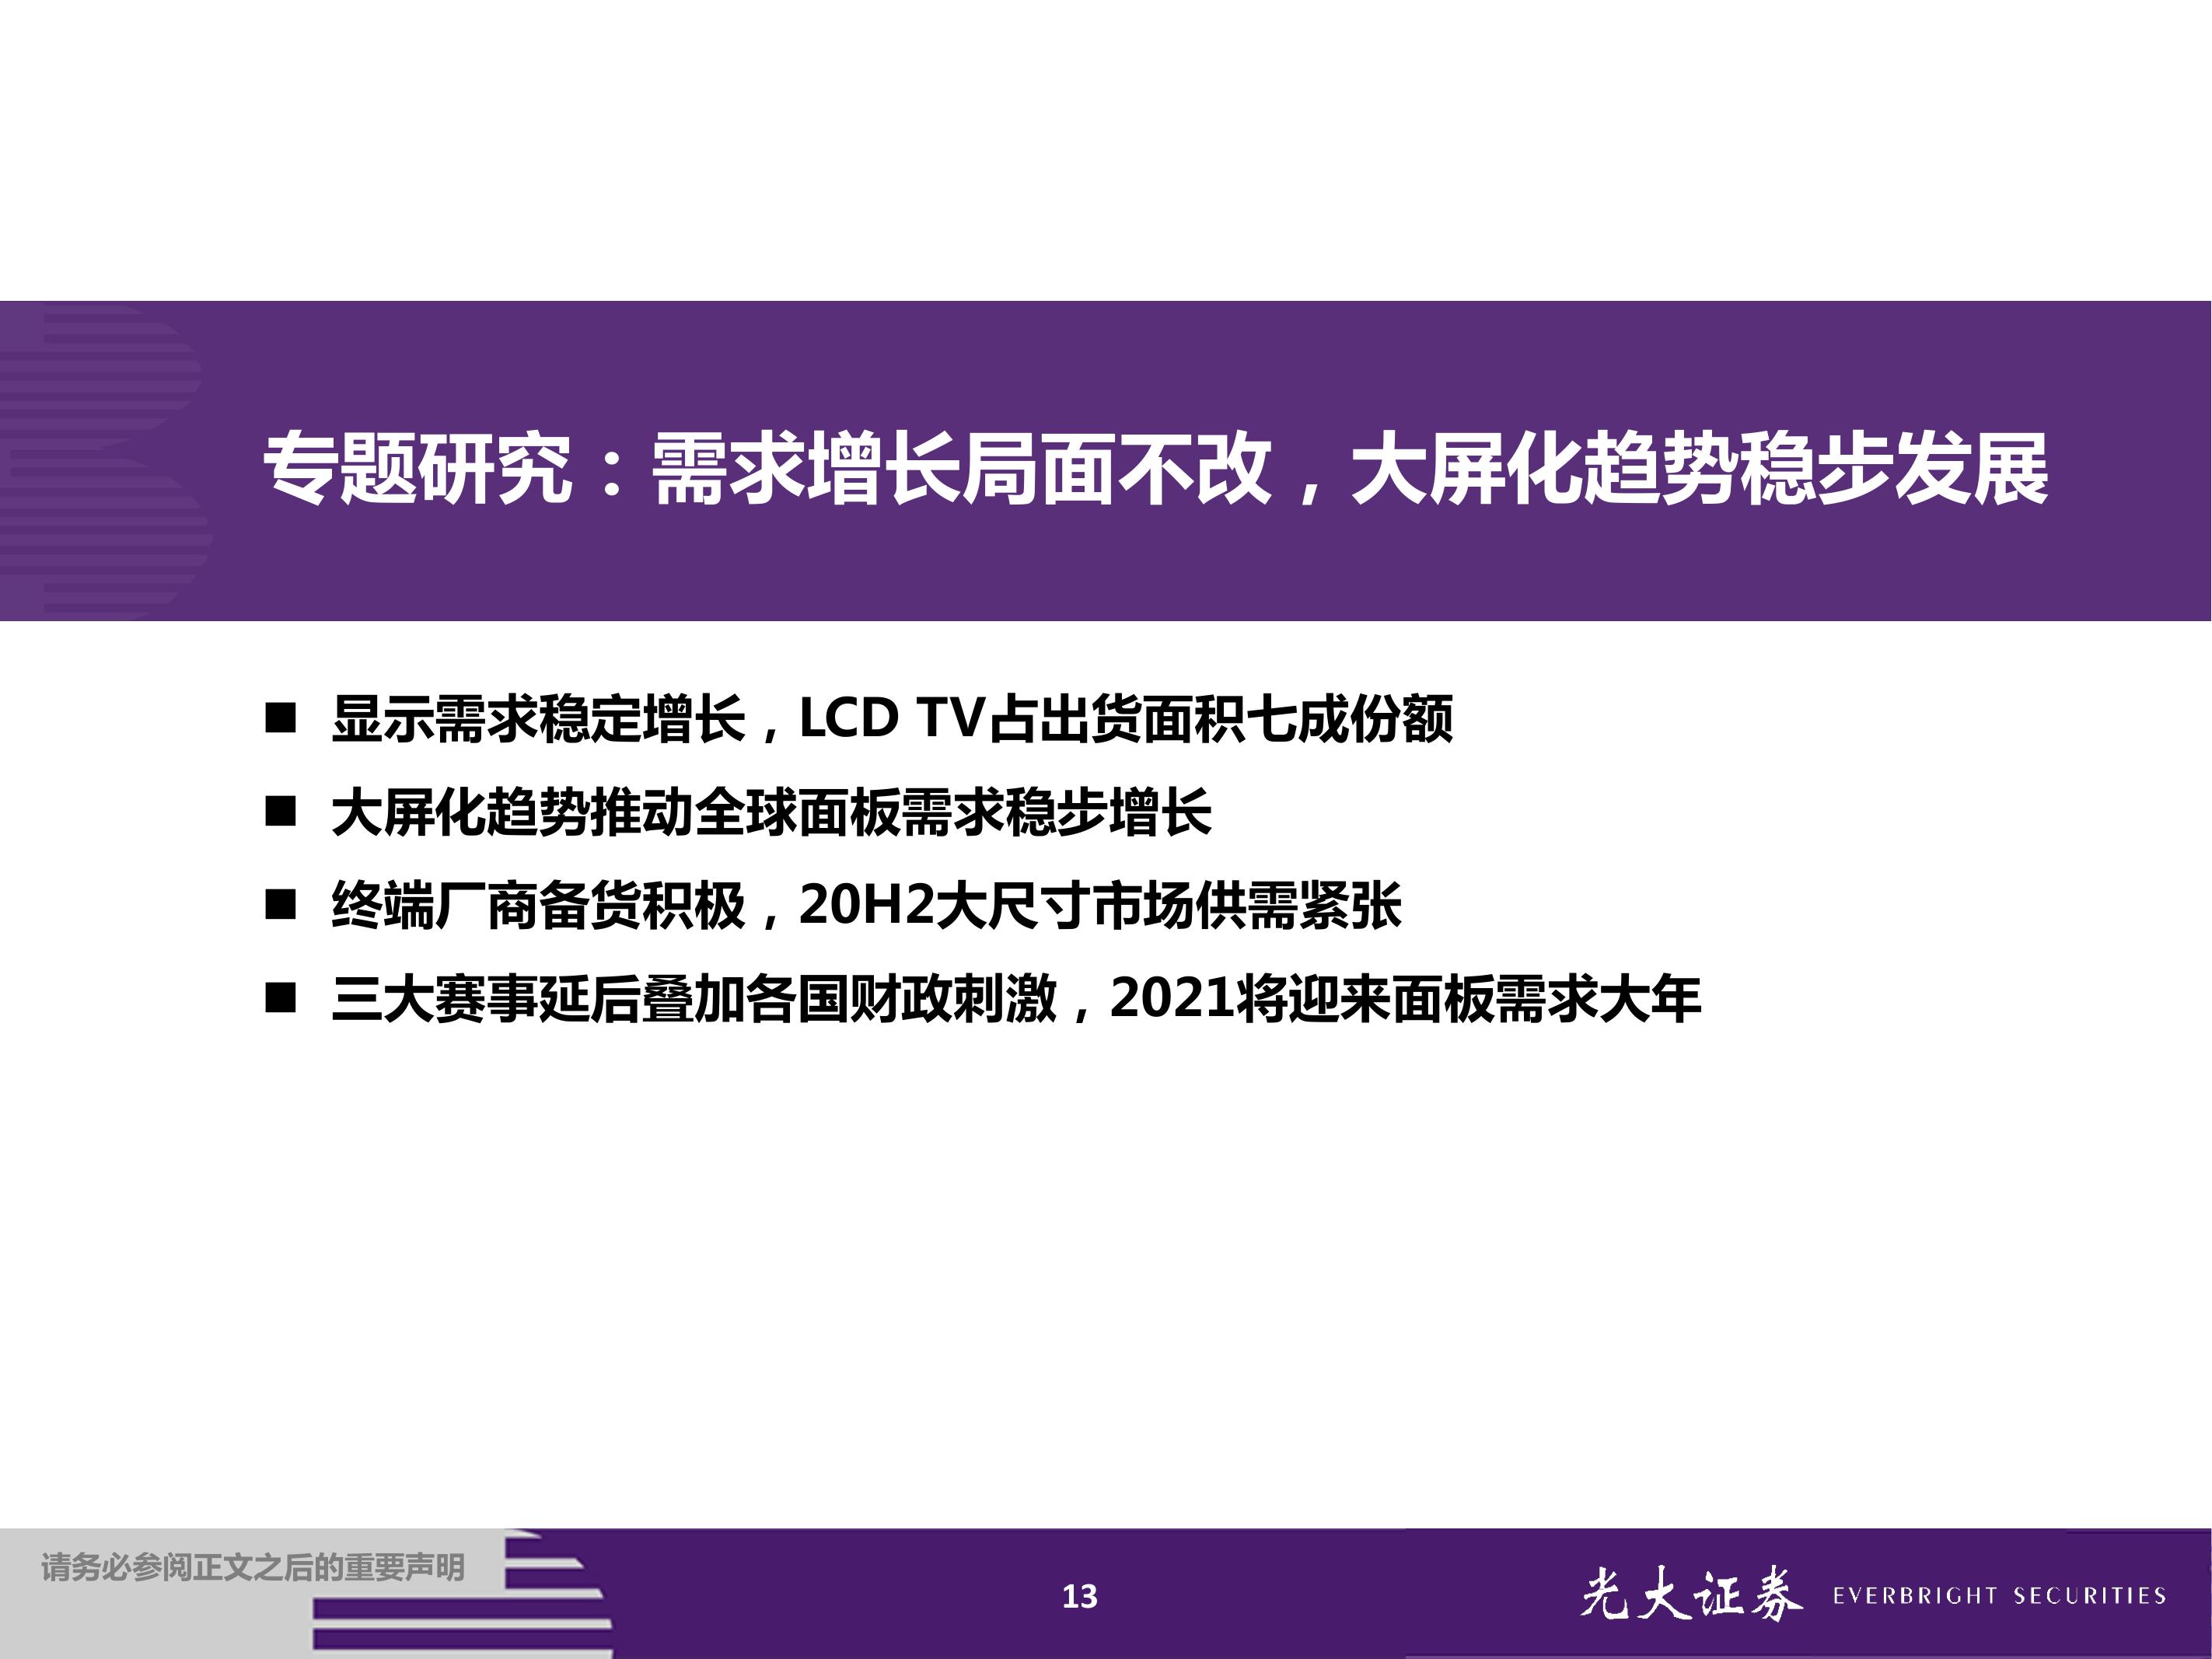 专题研究：需求增长局面不改，大屏化趋势稳步发展
■ 显示需求稳定增长，LCD TV占出货面积七成份额
■ 大屏化趋势推动全球面板需求稳步增长
■ 终端厂商备货积极，20H2大尺寸市场供需紧张
■ 三大赛事延后叠加各国财政刺激，2021将迎来面板需求大年
请务必参阅正文之后的重要声明
13
光大证券 EVERBRIGHT SECURITIES